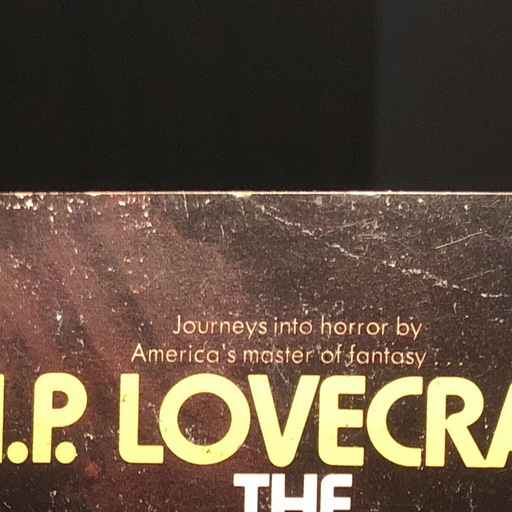 Journeys into horror by
America's master of fantasy . . .
H.P. LOVECRA
THE